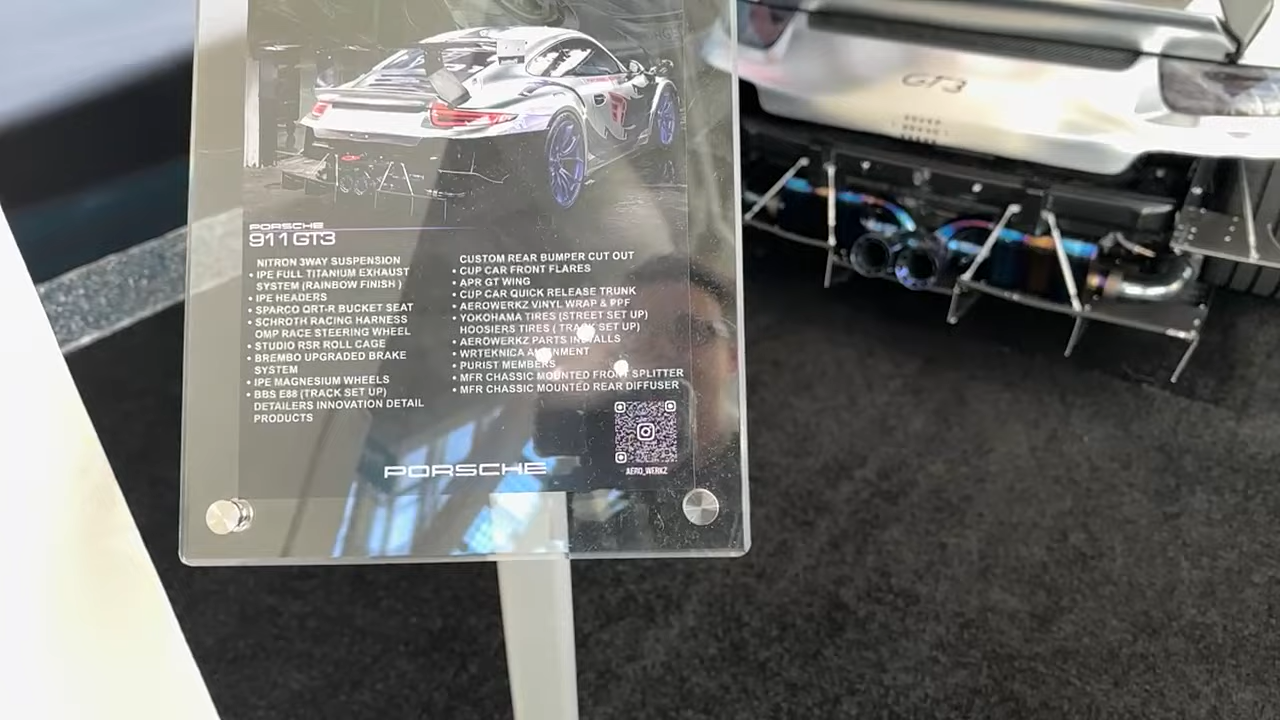 PORSCHE
911 GT3
NITRON 3WAY SUSPENSION
• IPE FULL TITANIUM EXHAUST
SYSTEM (RAINBOW FINISH )
• IPE HEADERS
• SPARCO QRT-R BUCKET SEAT
• SCHROTH RACING HARNESS
OMP RACE STEERING WHEEL
• STUDIO RSR ROLL CAGE
• BREMBO UPGRADED BRAKE
SYSTEM
• IPE MAGNESIUM WHEELS
• BBS E88 (TRACK SET UP)
DETAILERS INNOVATION DETAIL
PRODUCTS
CUSTOM REAR BUMPER CUT OUT
• CUP CAR FRONT FLARES
• APR GT WING
• CUP CAR QUICK RELEASE TRUNK
• AEROWERKZ VINYL WRAP & PPF
• YOKOHAMA TIRES (STREET SET UP)
HOOSIERS TIRES ( TRACK SET UP)
• AEROWERKZ PARTS INSTALLS
• WRTEKNICA ALIGNMENT
• PURIST MEMBERS
• MFR CHASSIC MOUNTED FRONT SPLITTER
• MFR CHASSIC MOUNTED REAR DIFFUSER
AERO_WERKZ
PORSCHE
GT3